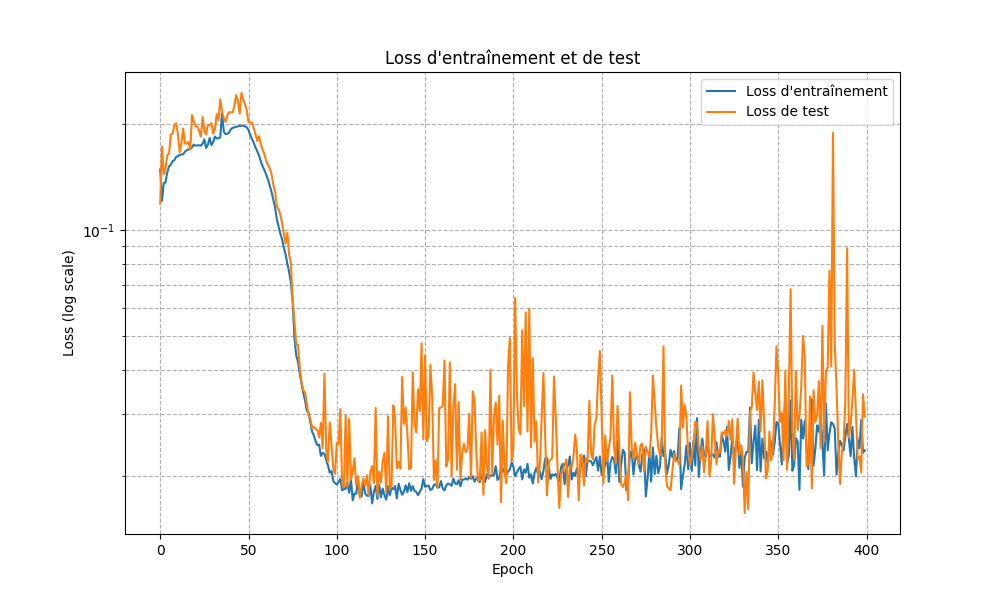 Loss d'entraînement et de test
Loss d'entraînement
Loss de test
10⁻¹
Loss (log scale)
0 50 100 150 200 250 300 350 400
Epoch